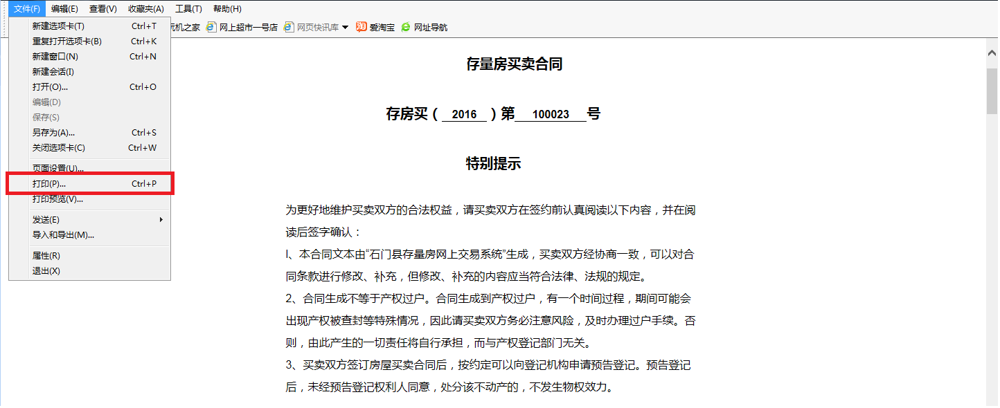 文件(F) 编辑(E) 查看(V) 收藏夹(A) 工具(T) 帮助(H)
机之家 网上超市一号店 网页快讯库 爱淘宝 网址导航
新建选项卡(T) Ctrl+T
重复打开选项卡(B) Ctrl+K
新建窗口(N) Ctrl+N
新建会话(I)
打开(O)... Ctrl+O
编辑(D)
保存(S)
另存为(A)... Ctrl+S
关闭选项卡(C) Ctrl+W
页面设置(U)...
打印(P)... Ctrl+P
打印预览(V)...
发送(E)
导入和导出(M)...
属性(R)
退出(X)
存量房买卖合同
存房买（ 2016 ）第 100023 号
特别提示
为更好地维护买卖双方的合法权益，请买卖双方在签约前认真阅读以下内容，并在阅
读后签字确认：
l、本合同文本由“石门县存量房网上交易系统”生成，买卖双方经协商一致，可以对合
同条款进行修改、补充，但修改、补充的内容应当符合法律、法规的规定。
2、合同生成不等于产权过户。合同生成到产权过户，有一个时间过程，期间可能会
出现产权被查封等特殊情况，因此请买卖双方务必注意风险，及时办理过户手续。否
则，由此产生的一切责任将自行承担，而与产权登记部门无关。
3、买卖双方签订房屋买卖合同后，按约定可以向登记机构申请预告登记。预告登记
后，未经预告登记权利人同意，处分该不动产的，不发生物权效力。